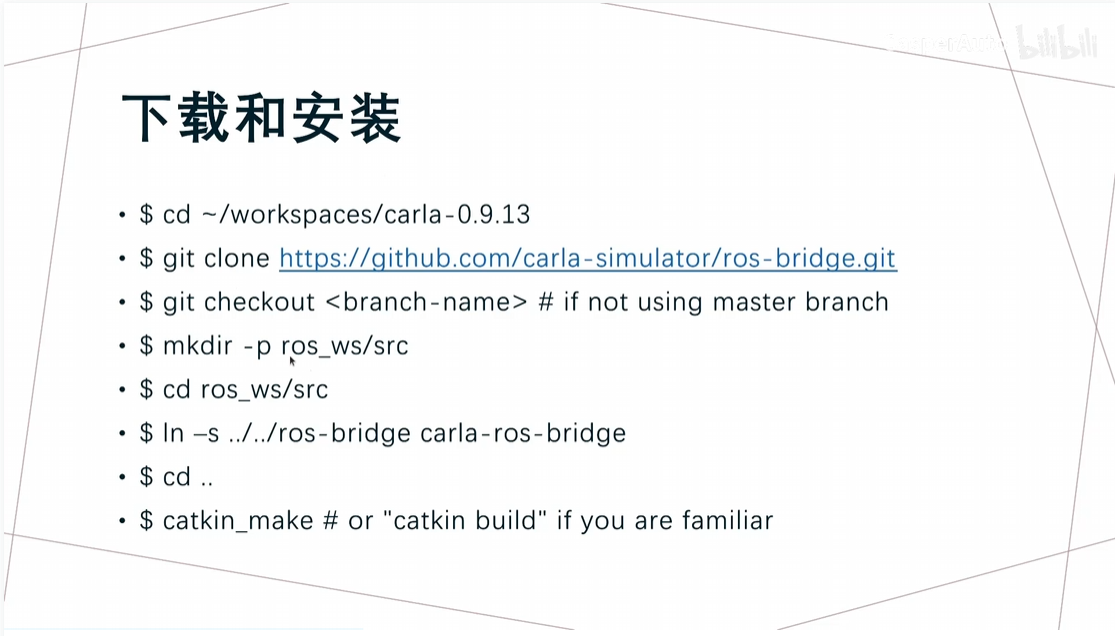 bilibili
下载和安装
• $ cd ~/workspaces/carla-0.9.13
• $ git clone https://github.com/carla-simulator/ros-bridge.git
• $ git checkout <branch-name> # if not using master branch
• $ mkdir -p ros_ws/src
• $ cd ros_ws/src
• $ ln –s ../../ros-bridge carla-ros-bridge
• $ cd ..
• $ catkin_make # or "catkin build" if you are familiar